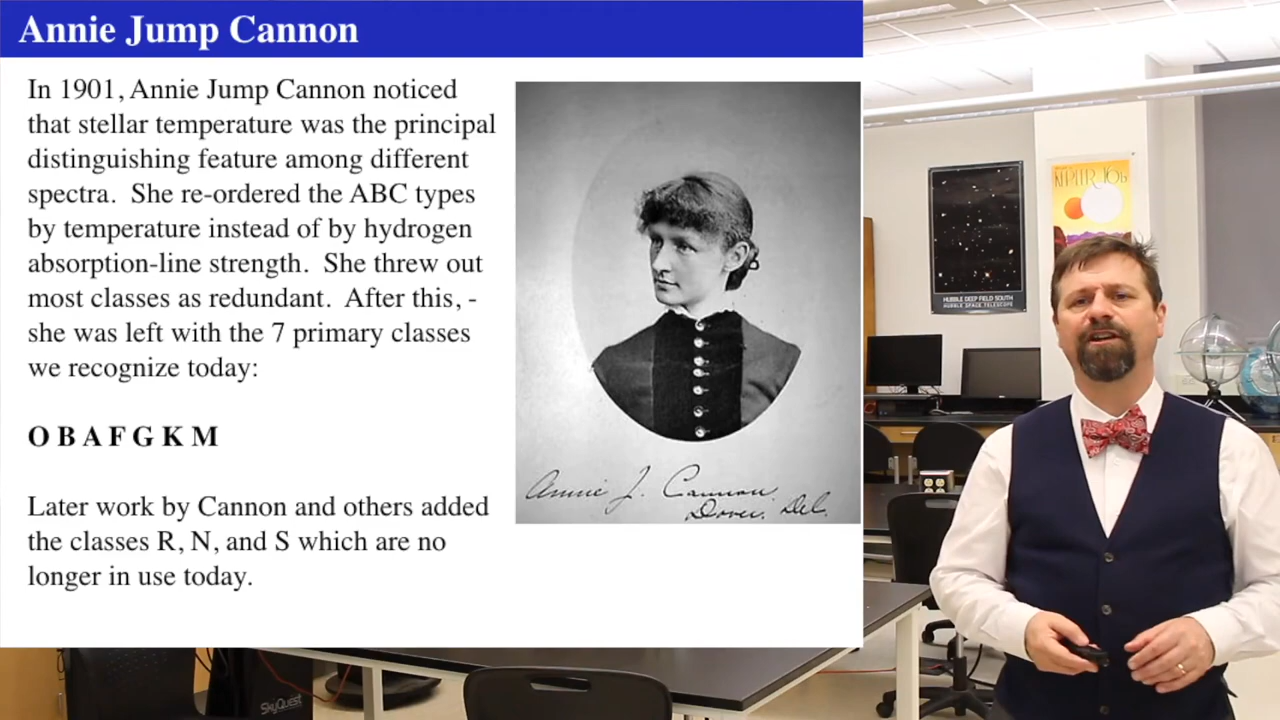 Annie Jump Cannon
In 1901, Annie Jump Cannon noticed
that stellar temperature was the principal
distinguishing feature among different
spectra.  She re-ordered the ABC types
by temperature instead of by hydrogen
absorption-line strength.  She threw out
most classes as redundant.  After this, -
she was left with the 7 primary classes
we recognize today:
O B A F G K M
Later work by Cannon and others added
the classes R, N, and S which are no
longer in use today.
Annie J. Cannon.
Dover. Del.
HUBBLE DEEP FIELD SOUTH
HUBBLE SPACE TELESCOPE
KEPLER 16b
SkyQuest